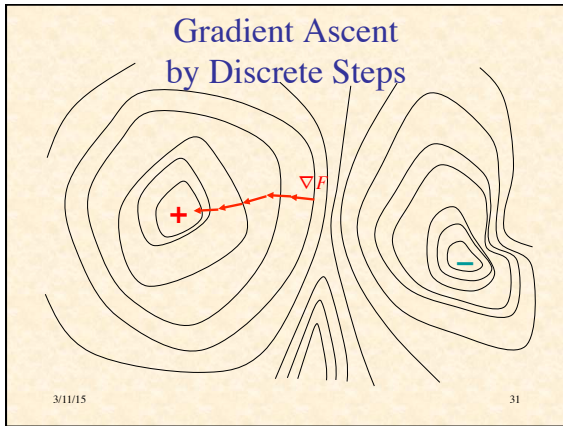 Gradient Ascent
by Discrete Steps
∇F
+
−
3/11/15
31